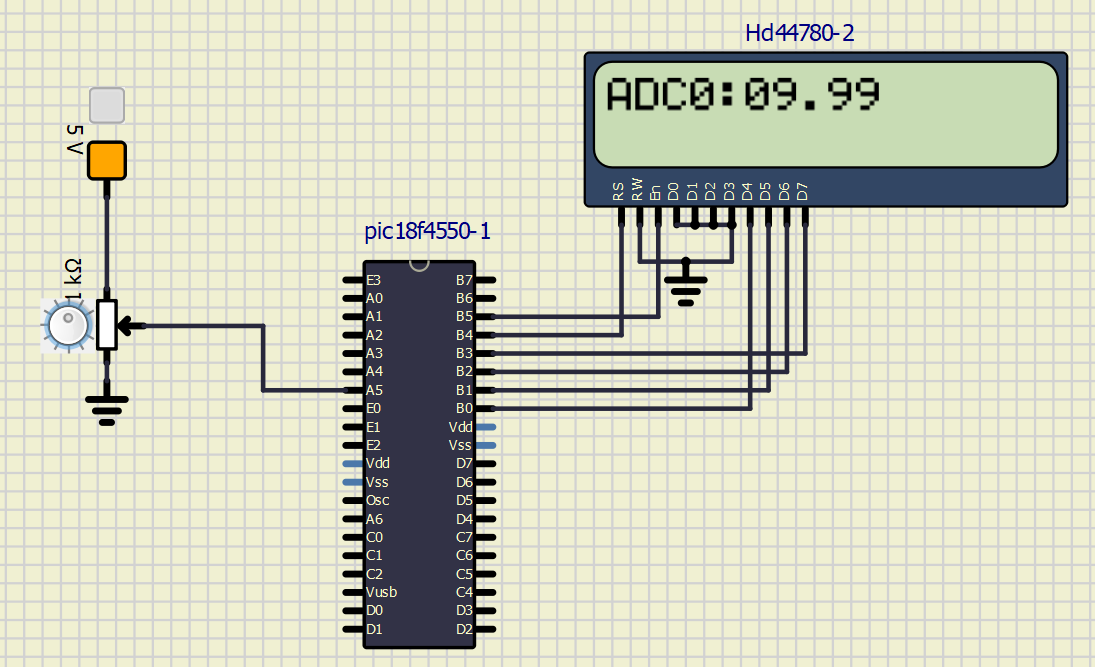 Hd44780-2
ADC0:09.99
RS RW En D0 D1 D2 D3 D4 D5 D6 D7
5 V
1 kΩ
pic18f4550-1
E3 B7
A0 B6
A1 B5
A2 B4
A3 B3
A4 B2
A5 B1
E0 B0
E1 Vdd
E2 Vss
Vdd D7
Vss D6
Osc D5
A6 D4
C0 C7
C1 C6
C2 C5
Vusb C4
D0 D3
D1 D2